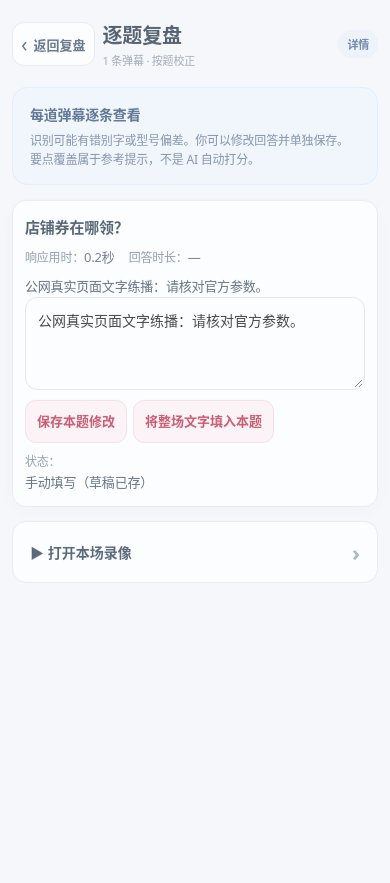 ‹ 返回复盘
逐题复盘
1 条弹幕 · 按题校正
详情
每道弹幕逐条查看
识别可能有错别字或型号偏差。你可以修改回答并单独保存。
要点覆盖属于参考提示，不是 AI 自动打分。
店铺券在哪领？
响应用时：0.2秒 回答时长：—
公网真实页面文字练播：请核对官方参数。
公网真实页面文字练播：请核对官方参数。
保存本题修改
将整场文字填入本题
状态：
手动填写（草稿已存）
▶ 打开本场录像 ›